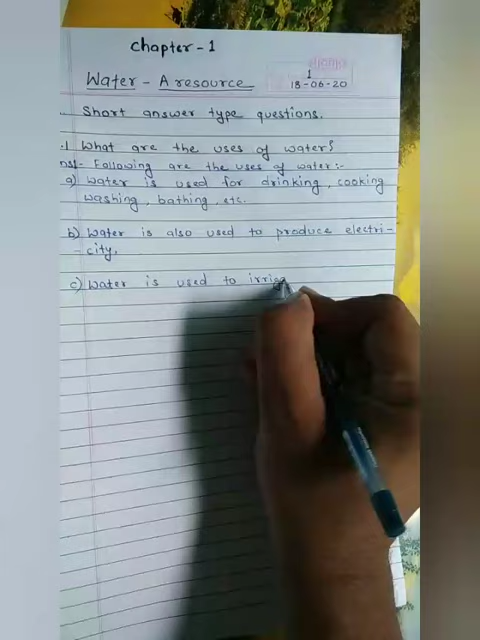 Chapter-1
Water - A resource
1
18-06-20
Short answer type questions.
.1 What are the uses of water?
ns:- Following are the uses of water:-
a) Water is used for drinking, cooking
washing, bathing, etc.
b) Water is also used to produce electri-
-city.
c) Water is used to irrig